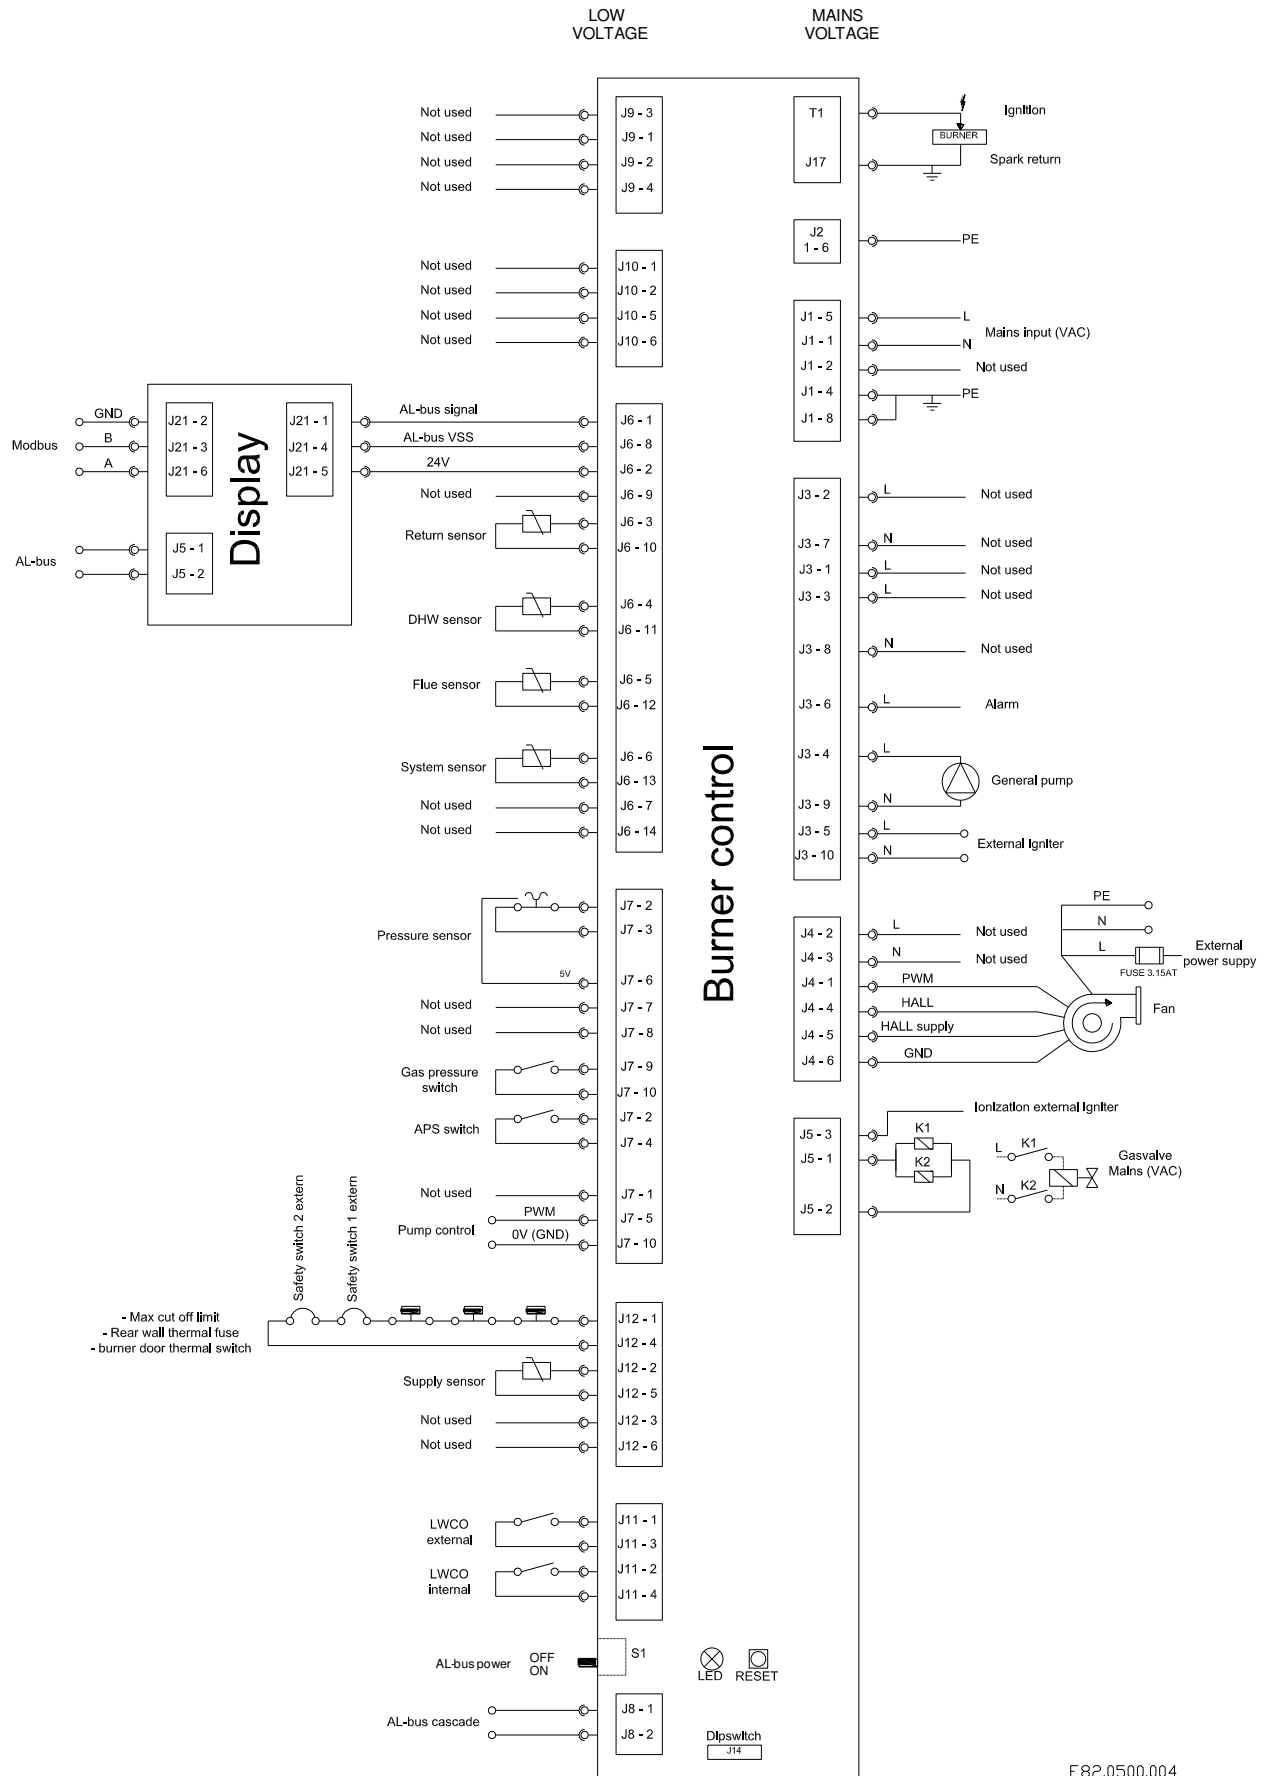 LOW
VOLTAGE
MAINS
VOLTAGE
Not used J9 - 3
Not used J9 - 1
Not used J9 - 2
Not used J9 - 4
Not used J10 - 1
Not used J10 - 2
Not used J10 - 5
Not used J10 - 6
GND J21 - 2
Modbus B J21 - 3
A J21 - 6
J21 - 1
J21 - 4
J21 - 5
AL-bus J5 - 1
J5 - 2
Display
AL-bus signal J6 - 1
AL-bus VSS J6 - 8
24V J6 - 2
Not used J6 - 9
Return sensor J6 - 3
J6 - 10
DHW sensor J6 - 4
J6 - 11
Flue sensor J6 - 5
J6 - 12
System sensor J6 - 6
J6 - 13
Not used J6 - 7
Not used J6 - 14
Pressure sensor J7 - 2
J7 - 3
5V J7 - 6
Not used J7 - 7
Not used J7 - 8
Gas pressure
switch
J7 - 9
J7 - 10
APS switch J7 - 2
J7 - 4
Not used J7 - 1
Pump control PWM J7 - 5
0V (GND) J7 - 10
Safety switch 2 extern
Safety switch 1 extern
- Max cut off limit
- Rear wall thermal fuse
- burner door thermal switch
J12 - 1
J12 - 4
Supply sensor J12 - 2
J12 - 5
Not used J12 - 3
Not used J12 - 6
LWCO
external
J11 - 1
J11 - 3
LWCO
internal
J11 - 2
J11 - 4
AL-bus power OFF
ON
S1
AL-bus cascade J8 - 1
J8 - 2
Burner control
LED RESET
Dipswitch
J14
T1 Ignition
BURNER
J17 Spark return
J2
1 - 6
PE
J1 - 5 L
J1 - 1 N
Mains input (VAC)
J1 - 2 Not used
J1 - 4 PE
J1 - 8
J3 - 2 L Not used
J3 - 7 N Not used
J3 - 1 L Not used
J3 - 3 L Not used
J3 - 8 N Not used
J3 - 6 L Alarm
J3 - 4 L
General pump
J3 - 9 N
J3 - 5 L
External Igniter
J3 - 10 N
PE
N
L
FUSE 3.15AT
External
power suppy
J4 - 2 L Not used
J4 - 3 N Not used
J4 - 1 PWM
J4 - 4 HALL
J4 - 5 HALL supply
J4 - 6 GND
Fan
Ionization external Igniter
J5 - 3
J5 - 1
J5 - 2
K1
K2
L K1
N K2
Gasvalve
Mains (VAC)
E82.0500.004